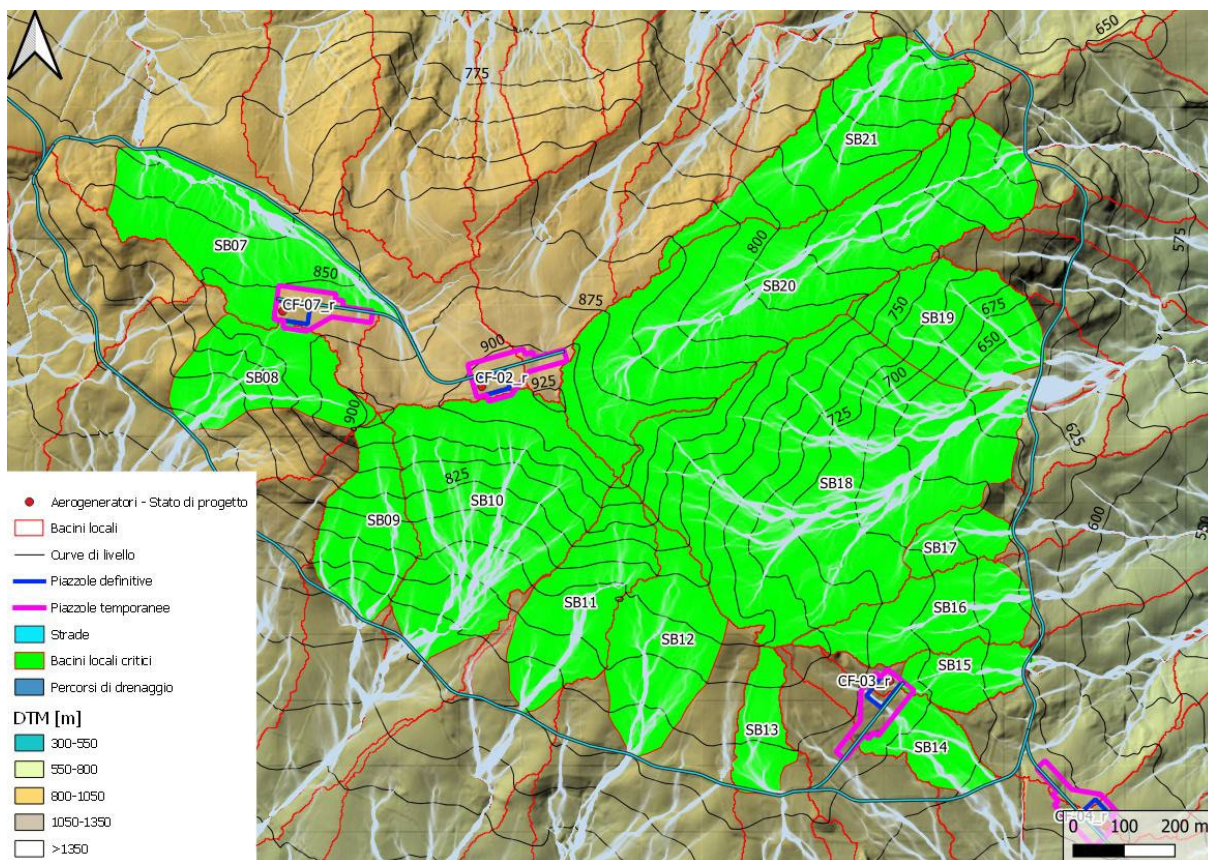 650
775
575
SB21
800
SB07
850
CF-07_r
875
SB20
750
675
SB19
650
900
CF-02_r
925
700
SB08
900
725
625
825
SB10
SB09
SB18
600
550
SB17
SB11
SB16
SB12
SB15
CF-03_r
SB13
SB14
CF-04_r
Aerogeneratori - Stato di progetto
Bacini locali
Curve di livello
Piazzole definitive
Piazzole temporanee
Strade
Bacini locali critici
Percorsi di drenaggio
DTM [m]
300-550
550-800
800-1050
1050-1350
>1350
0 100 200 m